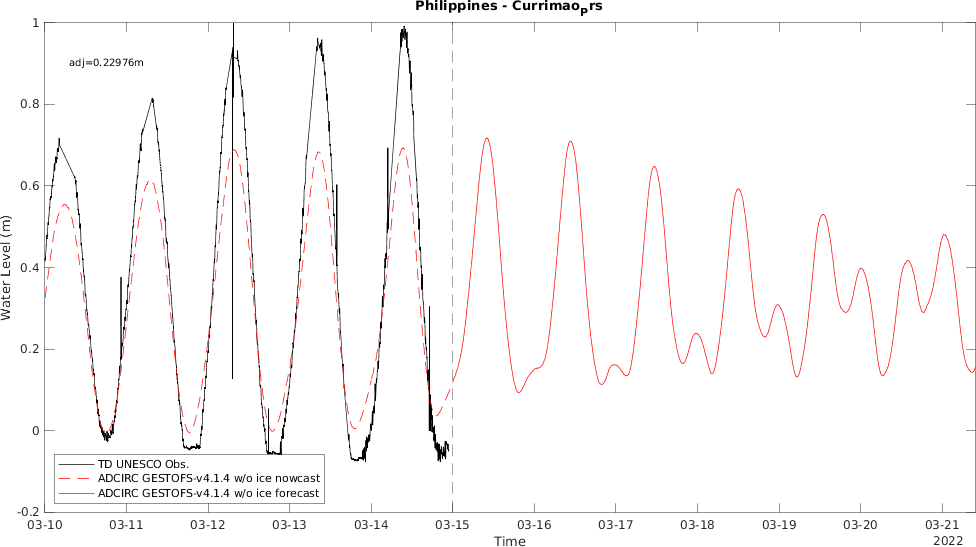 Philippines - Currimaoprs
adj=0.22976m
Water Level (m)
1
0.8
0.6
0.4
0.2
0
-0.2
TD UNESCO Obs.
ADCIRC GESTOFS-v4.1.4 w/o ice nowcast
ADCIRC GESTOFS-v4.1.4 w/o ice forecast
03-10 03-11 03-12 03-13 03-14 03-15 03-16 03-17 03-18 03-19 03-20 03-21
Time
2022